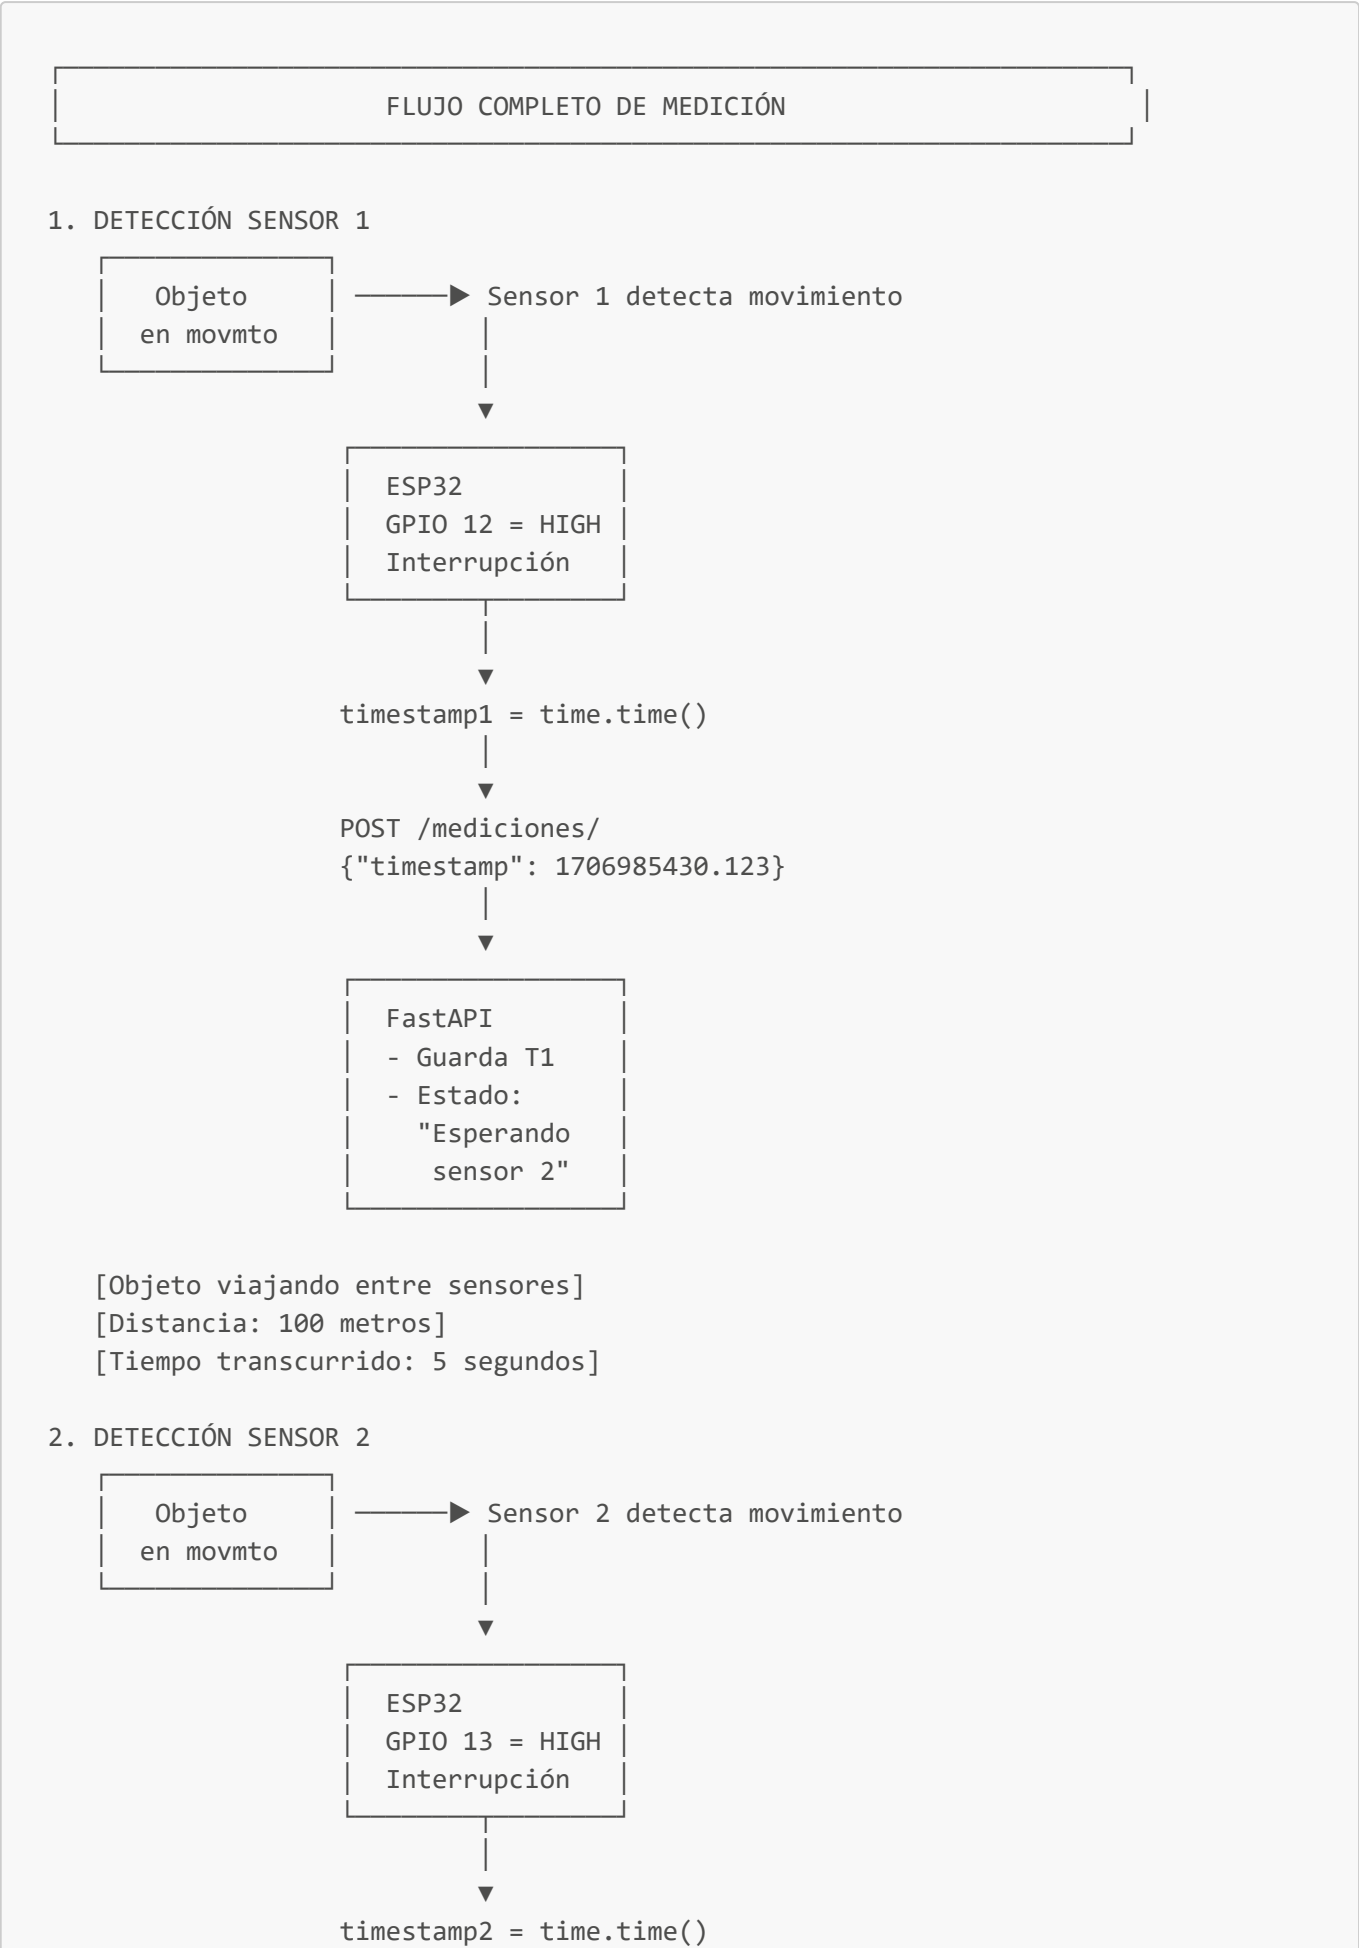 FLUJO COMPLETO DE MEDICIÓN
1. DETECCIÓN SENSOR 1
Objeto
en movmto
Sensor 1 detecta movimiento
ESP32
GPIO 12 = HIGH
Interrupción
timestamp1 = time.time()
POST /mediciones/
{"timestamp": 1706985430.123}
FastAPI
- Guarda T1
- Estado:
"Esperando
sensor 2"
[Objeto viajando entre sensores]
[Distancia: 100 metros]
[Tiempo transcurrido: 5 segundos]
2. DETECCIÓN SENSOR 2
Objeto
en movmto
Sensor 2 detecta movimiento
ESP32
GPIO 13 = HIGH
Interrupción
timestamp2 = time.time()